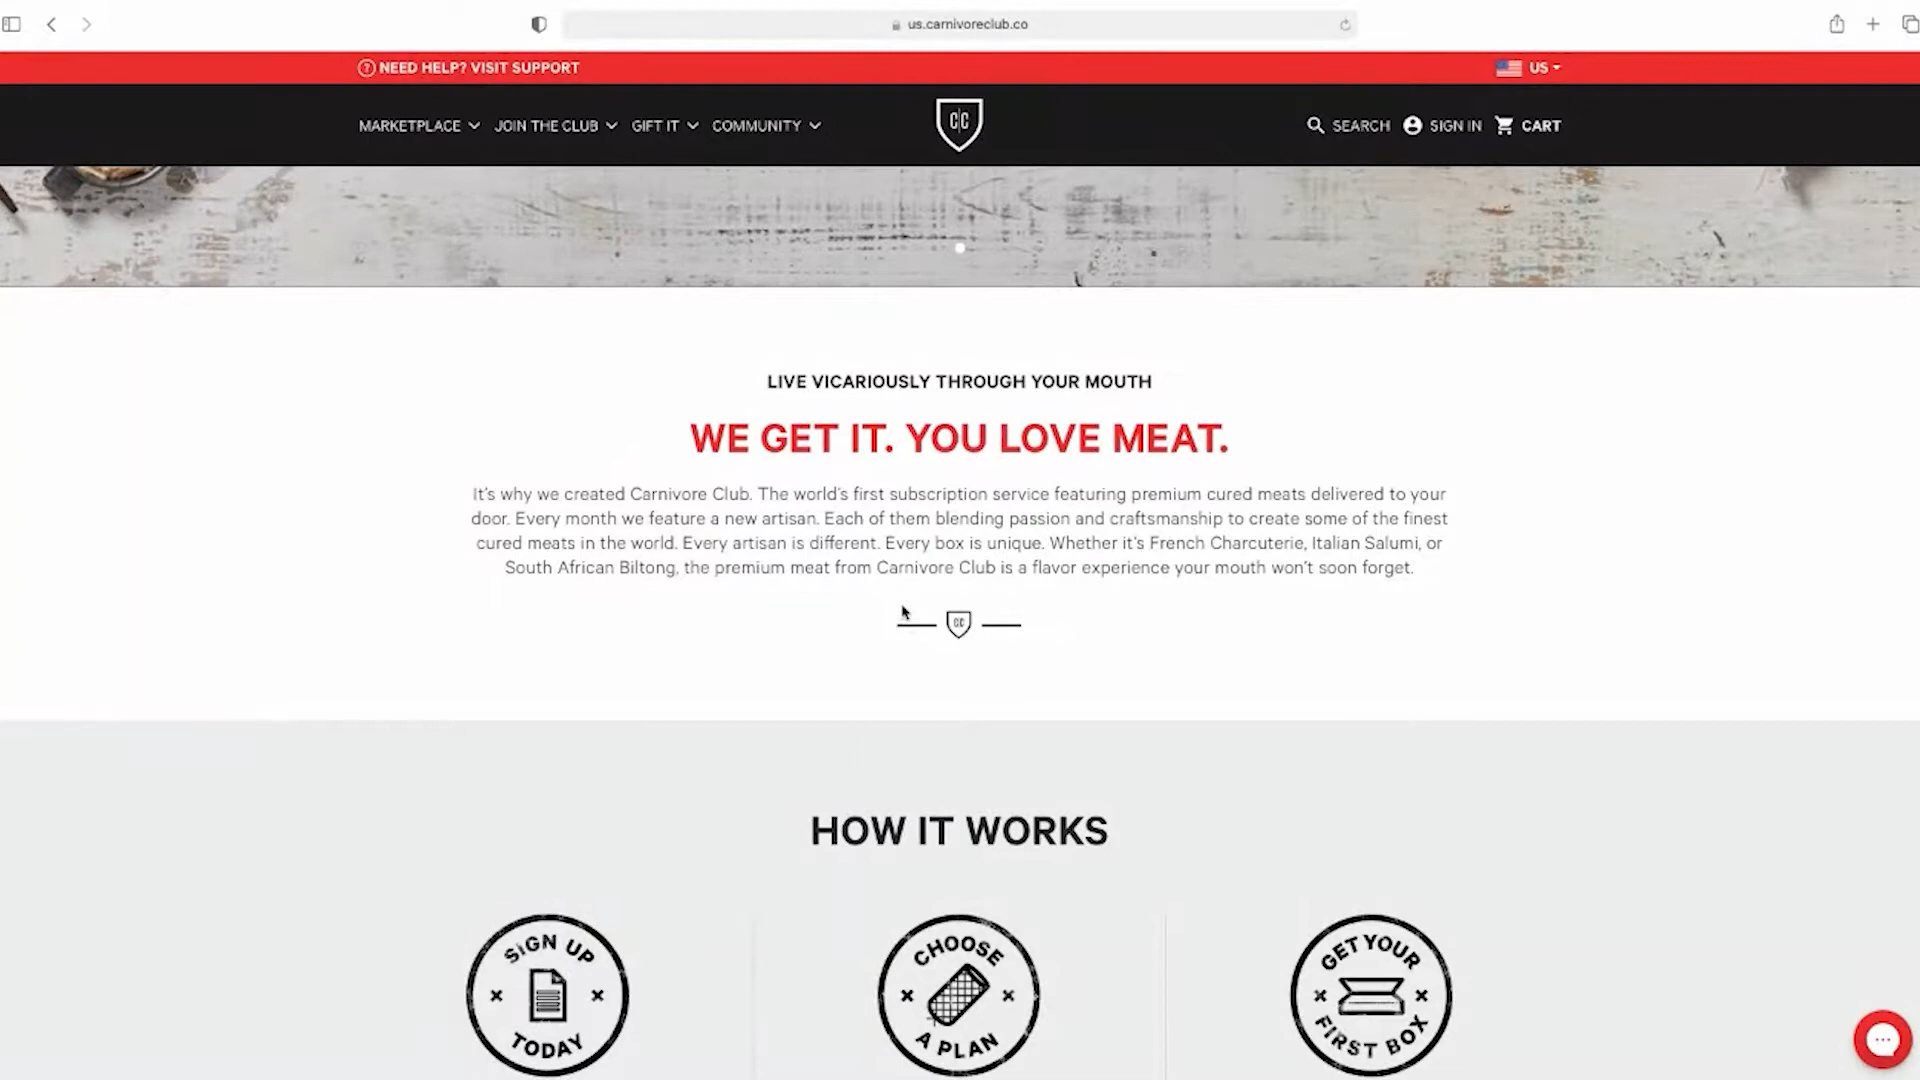 us.carnivoreclub.co
NEED HELP? VISIT SUPPORT
US
MARKETPLACE JOIN THE CLUB GIFT IT COMMUNITY
C|C
SEARCH SIGN IN CART
LIVE VICARIOUSLY THROUGH YOUR MOUTH
WE GET IT. YOU LOVE MEAT.
It's why we created Carnivore Club. The world's first subscription service featuring premium cured meats delivered to your
door. Every month we feature a new artisan. Each of them blending passion and craftsmanship to create some of the finest
cured meats in the world. Every artisan is different. Every box is unique. Whether it's French Charcuterie, Italian Salumi, or
South African Biltong, the premium meat from Carnivore Club is a flavor experience your mouth won't soon forget.
C|C
HOW IT WORKS
SIGN UP
TODAY
CHOOSE
A PLAN
GET YOUR
FIRST BOX